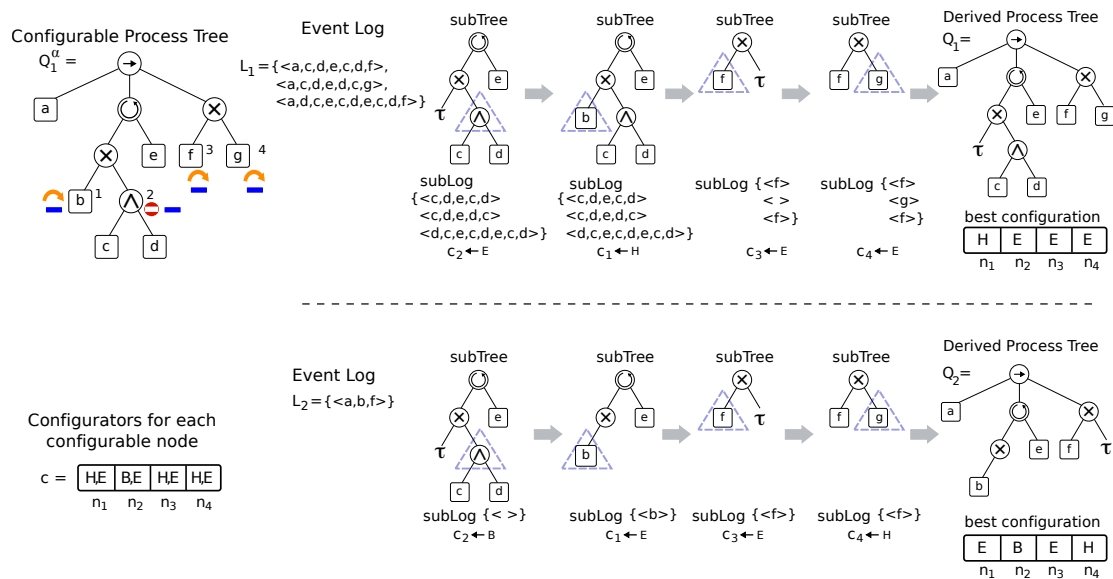 Configurable Process Tree
Q₁ᵅ =
→
a
×
e
f 3
g 4
b 1
∧ 2
c
d
Configurators for each
configurable node
c = H,E B,E H,E H,E
n₁ n₂ n₃ n₄
Event Log
L₁={<a,c,d,e,c,d,f>,
<a,c,d,e,d,c,g>,
<a,d,c,e,c,d,e,c,d,f>}
subTree
×
e
τ
∧
c
d
subLog
{<c,d,e,c,d>
<c,d,e,d,c>
<d,c,e,c,d,e,c,d>}
c₂← E
subTree
×
e
b
∧
c
d
subLog
{<c,d,e,c,d>
<c,d,e,d,c>
<d,c,e,c,d,e,c,d>}
c₁← H
subTree
×
f
τ
subLog {<f>
< >
<f>}
c₃← E
subTree
×
f
g
subLog {<f>
<g>
<f>}
c₄← E
Derived Process Tree
Q₁=
→
a
×
e
f
g
×
τ
∧
c
d
best configuration
H E E E
n₁ n₂ n₃ n₄
Event Log
L₂={<a,b,f>}
subTree
×
e
τ
∧
c
d
subLog {< >}
c₂← B
subTree
×
e
b
subLog {<b>}
c₁← E
subTree
×
f
τ
subLog {<f>}
c₃← E
subTree
×
f
g
subLog {<f>}
c₄← H
Derived Process Tree
Q₂=
→
a
×
e
f
τ
×
b
best configuration
E B E H
n₁ n₂ n₃ n₄